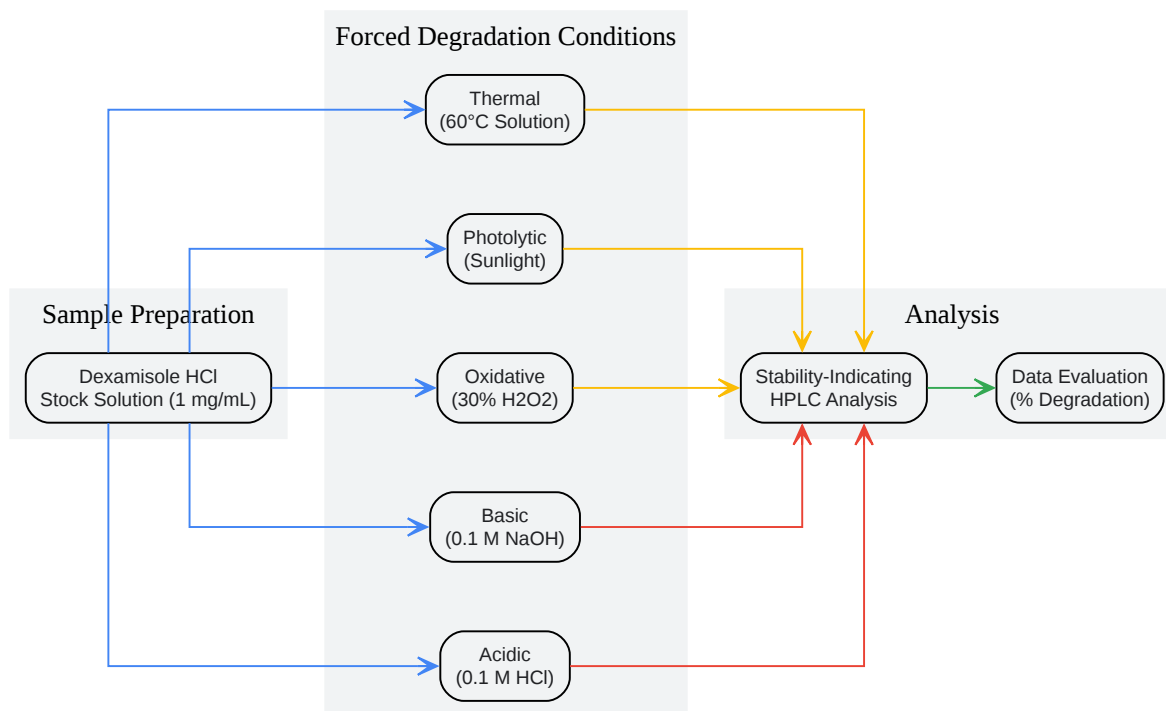 Forced Degradation Conditions
Thermal
(60°C Solution)
Photolytic
(Sunlight)
Sample Preparation
Analysis
Dexamisole HCl
Stock Solution (1 mg/mL)
Oxidative
(30% H2O2)
Stability-Indicating
HPLC Analysis
Data Evaluation
(% Degradation)
Basic
(0.1 M NaOH)
Acidic
(0.1 M HCl)